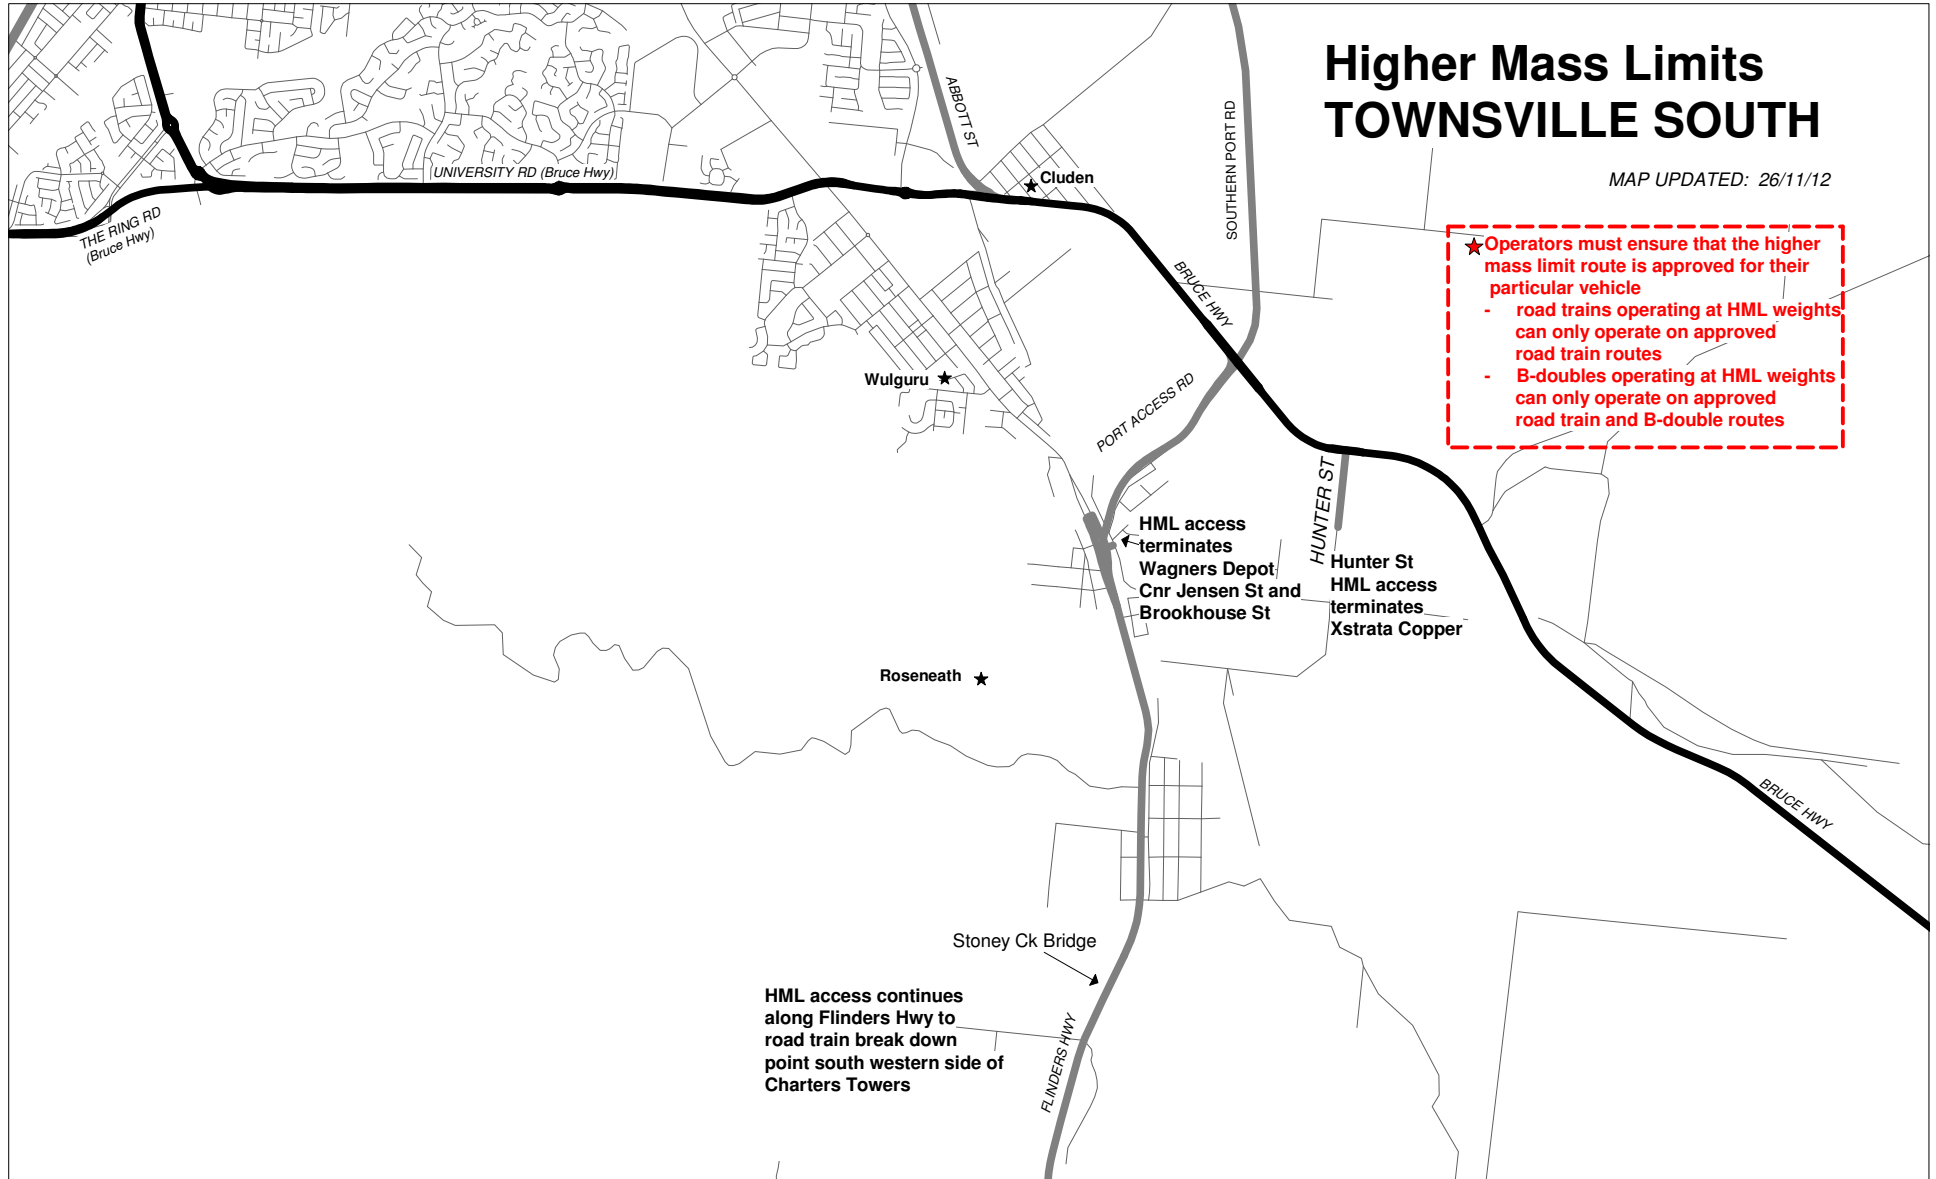 Higher Mass Limits
TOWNSVILLE SOUTH
MAP UPDATED: 26/11/12
Operators must ensure that the higher
mass limit route is approved for their
particular vehicle
- road trains operating at HML weights
can only operate on approved
road train routes
- B-doubles operating at HML weights
can only operate on approved
road train and B-double routes
ABBOTT ST
SOUTHERN PORT RD
UNIVERSITY RD (Bruce Hwy)
Cluden
THE RING RD
(Bruce Hwy)
BRUCE HWY
Wulguru
PORT ACCESS RD
HUNTER ST
HML access
terminates
Wagners Depot
Cnr Jensen St and
Brookhouse St
Hunter St
HML access
terminates
Xstrata Copper
Roseneath
BRUCE HWY
Stoney Ck Bridge
HML access continues
along Flinders Hwy to
road train break down
point south western side of
Charters Towers
FLINDERS HWY